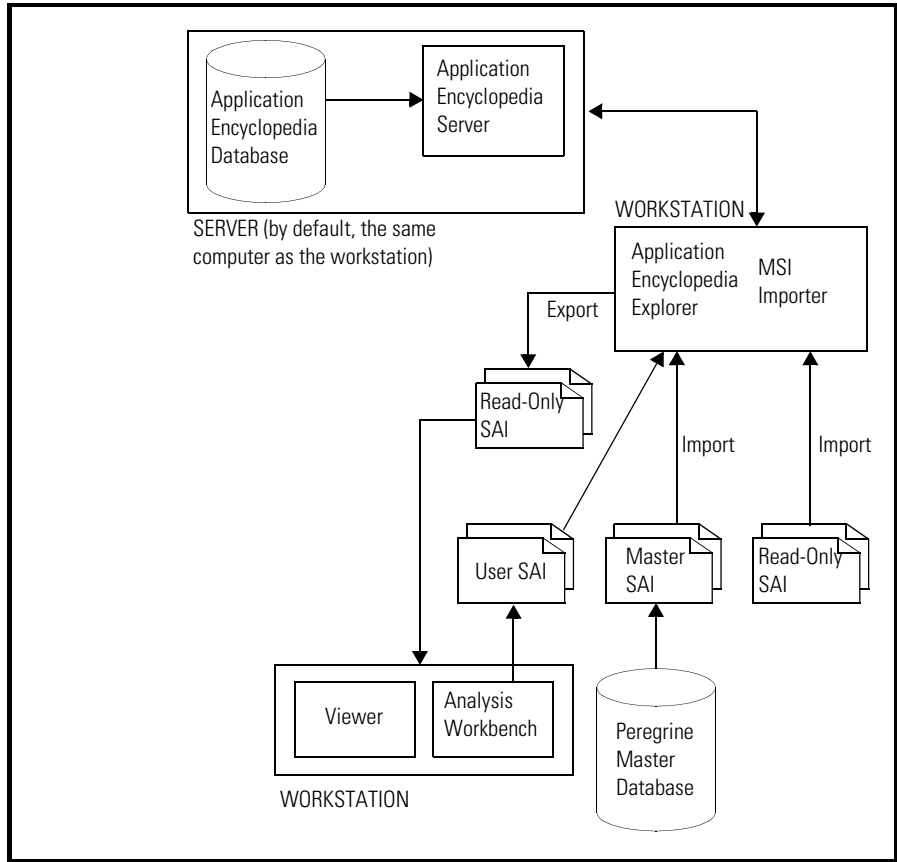 Application
Encyclopedia
Database
Application
Encyclopedia
Server
SERVER (by default, the same
computer as the workstation)
WORKSTATION
Application
Encyclopedia
Explorer
MSI
Importer
Export
Read-Only
SAI
Import
Import
User SAI
Master
SAI
Read-Only
SAI
Viewer
Analysis
Workbench
WORKSTATION
Peregrine
Master
Database